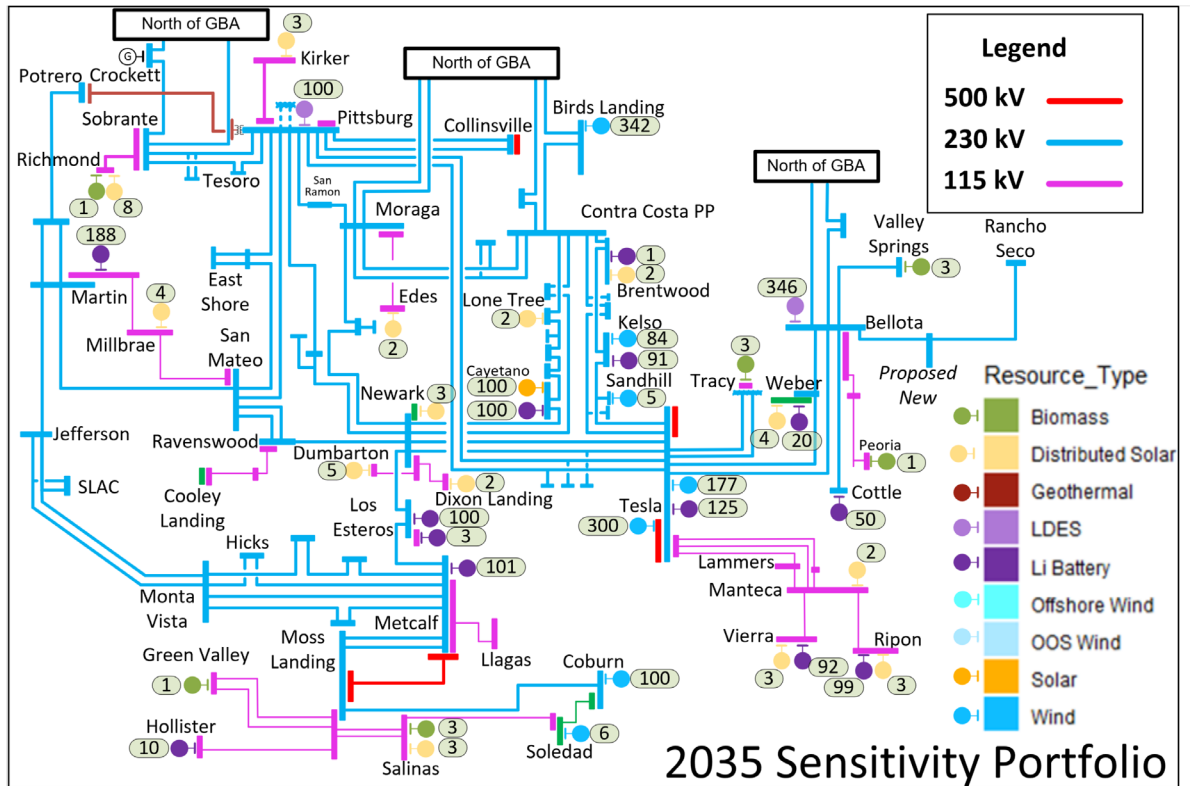 North of GBA
3
Kirker
North of GBA
Legend
500 kV
230 kV
115 kV
G
Potrero
Crockett
100
Pittsburg
Collinsville
Birds Landing
342
Sobrante
Richmond
1
8
Tesoro
San
Ramon
Moraga
Contra Costa PP
North of GBA
Valley
Springs
3
Rancho
Seco
188
Martin
4
Millbrae
East
Shore
San
Mateo
Edes
2
Lone Tree
2
1
2
Brentwood
Kelso
84
91
346
Bellota
Proposed
New
Cayetano
100
100
Sandhill
5
3
Tracy
Weber
4
20
Newark
3
Peoria
1
Resource_Type
Biomass
Distributed Solar
Geothermal
LDES
Li Battery
Offshore Wind
OOS Wind
Solar
Wind
Jefferson
SLAC
Ravenswood
Cooley
Landing
Dumbarton
5
2
Dixon Landing
Los
Esteros
100
3
Tesla
177
125
300
Cottle
50
Hicks
101
Monta
Vista
Metcalf
Llagas
Lammers
Manteca
2
Vierra
3
92
Ripon
99
3
Moss
Landing
Green Valley
1
Hollister
10
Coburn
100
Salinas
3
3
Soledad
6
2035 Sensitivity Portfolio